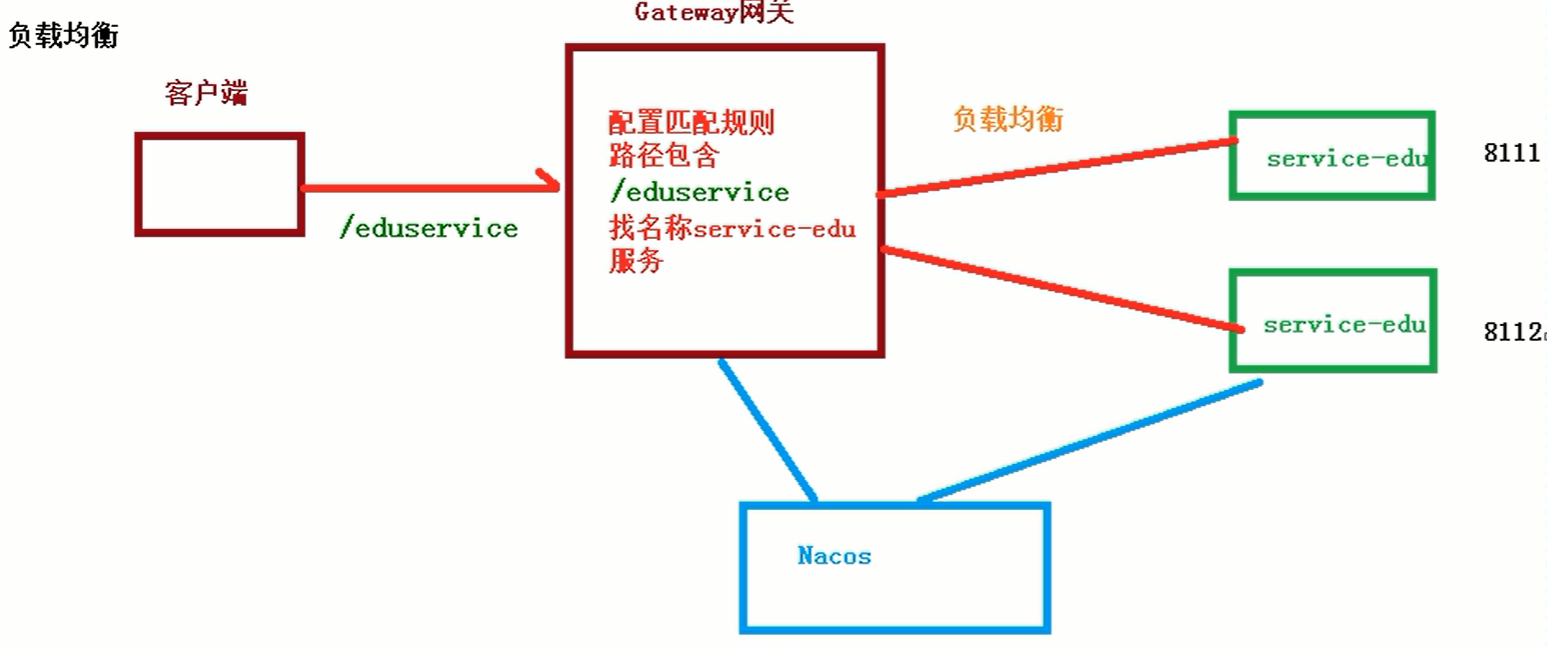 Gateway网关
负载均衡
客户端
/eduservice
配置匹配规则
路径包含
/eduservice
找名称service-edu
服务
负载均衡
service-edu
8111
service-edu
8112
Nacos